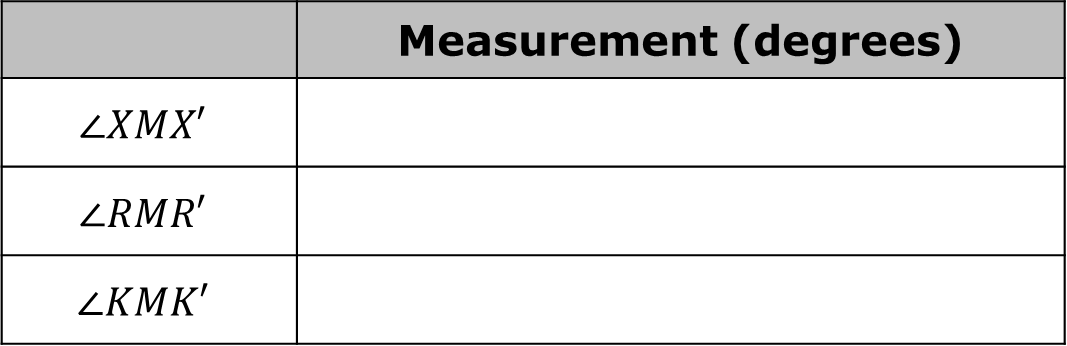 Measurement (degrees)
∠XMX′
∠RMR′
∠KMK′